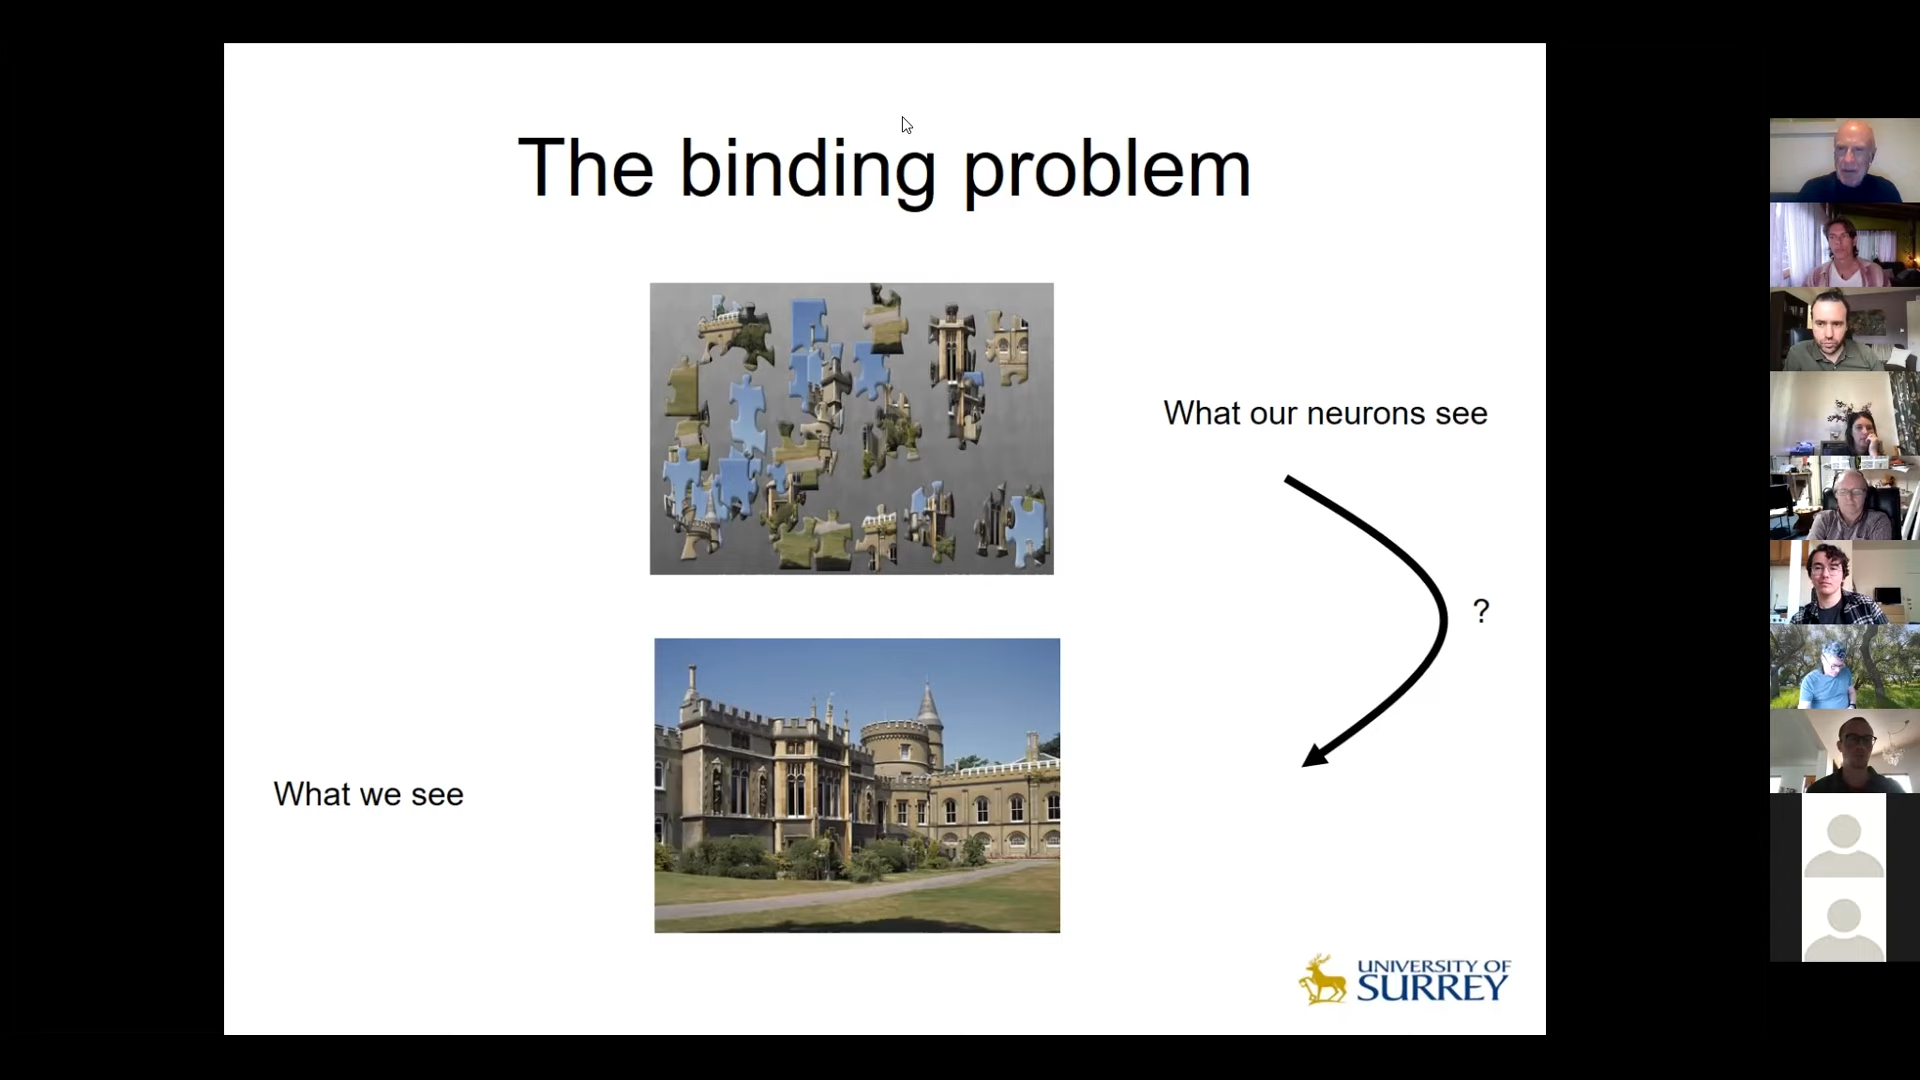 The binding problem
What our neurons see
?
What we see
UNIVERSITY OF
SURREY